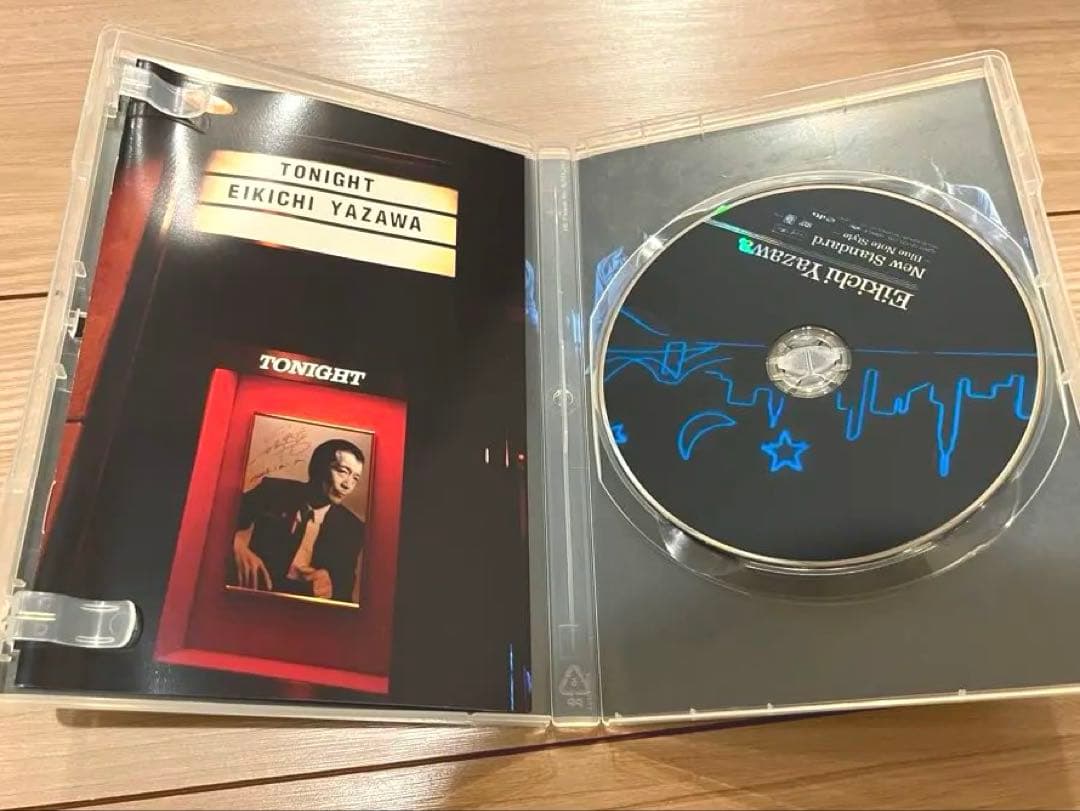 TONIGHT
EIKICHI YAZAWA
TONIGHT
Eikichi Yazawa
New Standard
- Blue Note Style -